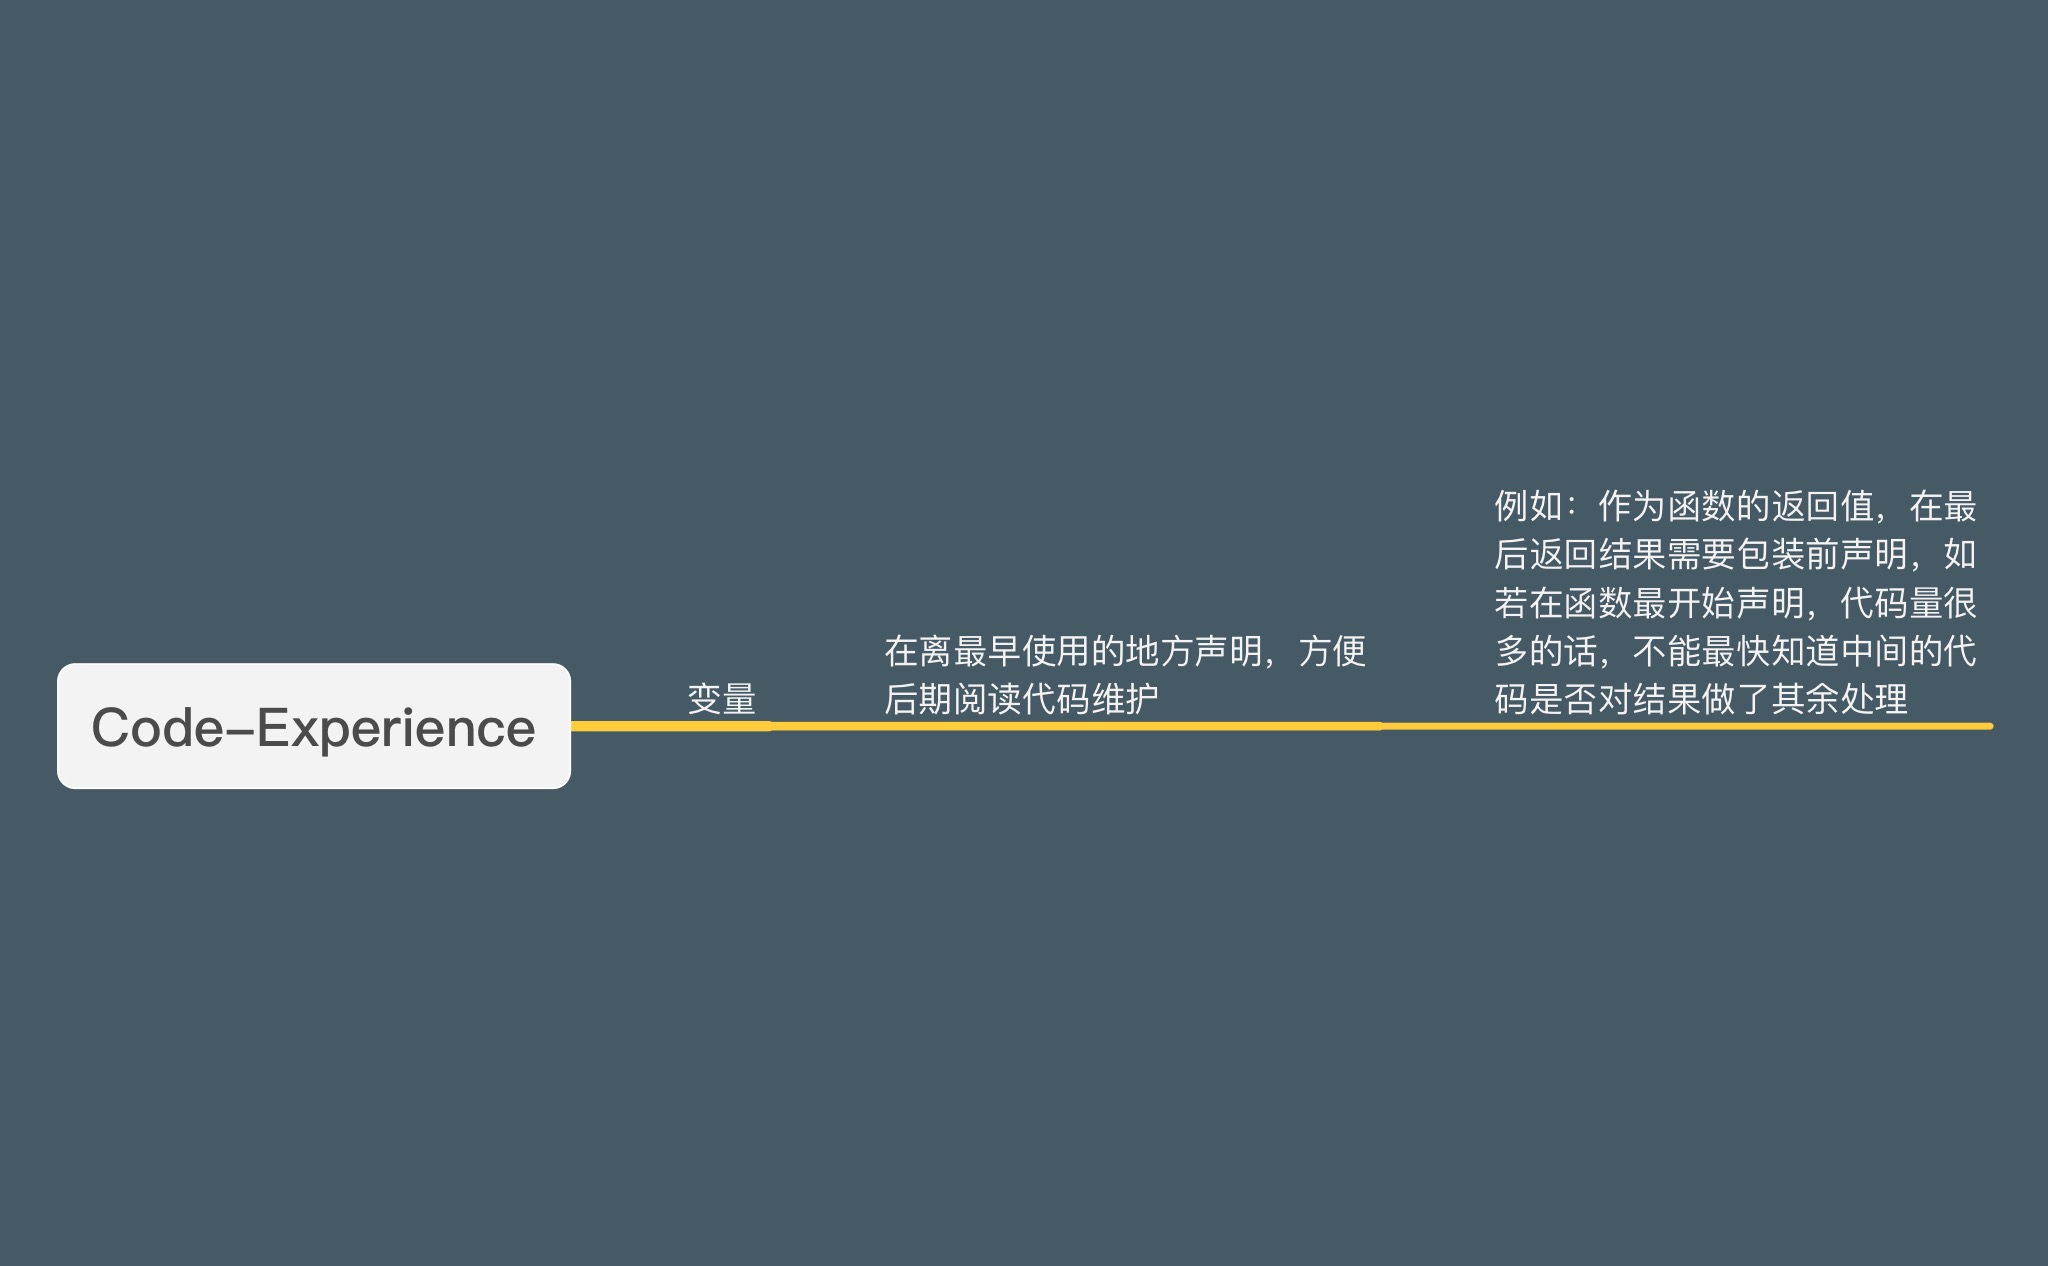 Code-Experience
变量
在离最早使用的地方声明，方便
后期阅读代码维护
例如：作为函数的返回值，在最
后返回结果需要包装前声明，如
若在函数最开始声明，代码量很
多的话，不能最快知道中间的代
码是否对结果做了其余处理